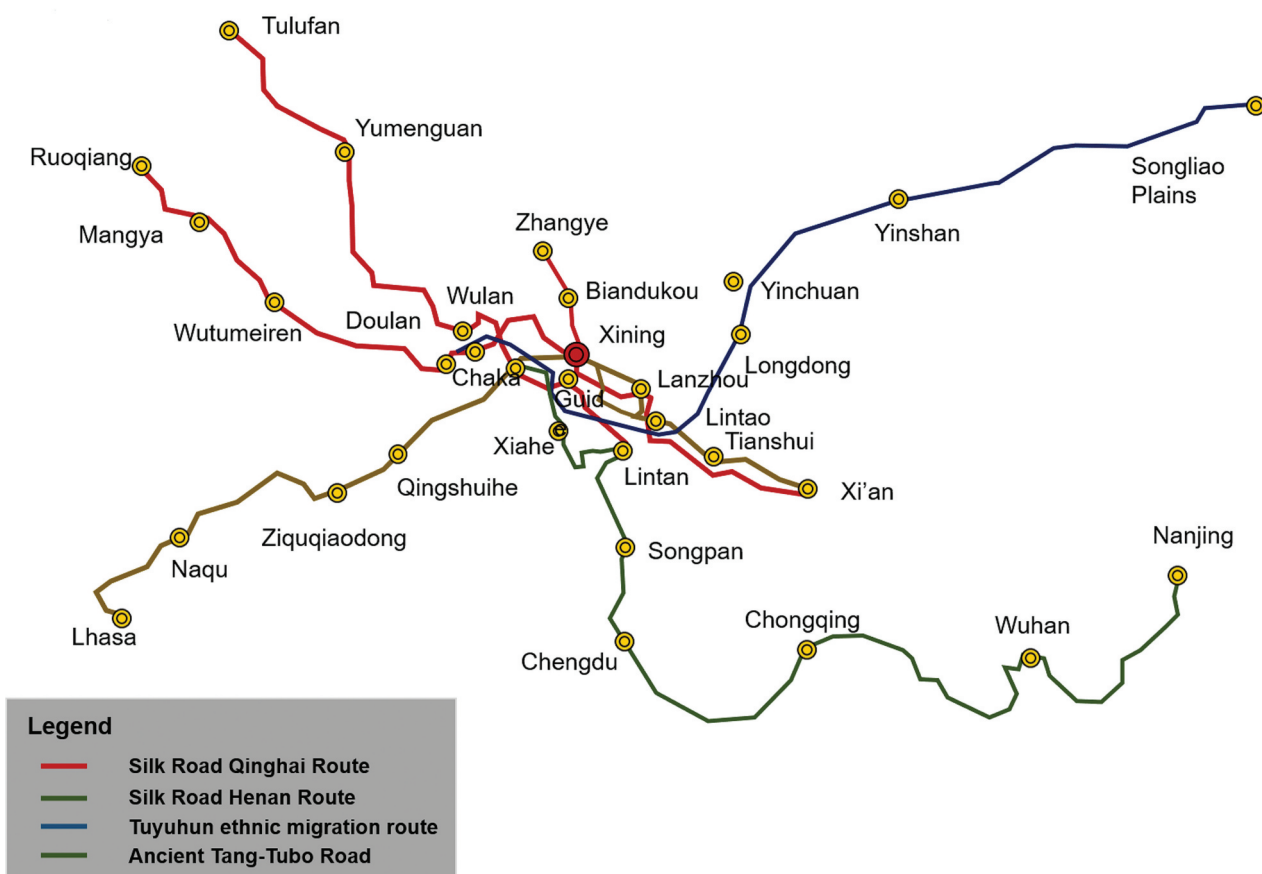 Tulufan
Yumenguan
Ruoqiang
Songliao
Plains
Mangya
Zhangye
Yinshan
Biandukou
Yinchuan
Wulan
Wutumeiren
Doulan
Xining
Longdong
Chaka
Lanzhou
Guid
e
Lintao
Xiahe
Tianshui
Lintan
Qingshuihe
Xi'an
Ziquqiaodong
Songpan
Nanjing
Naqu
Lhasa
Chengdu
Chongqing
Wuhan
Legend
Silk Road Qinghai Route
Silk Road Henan Route
Tuyuhun ethnic migration route
Ancient Tang-Tubo Road